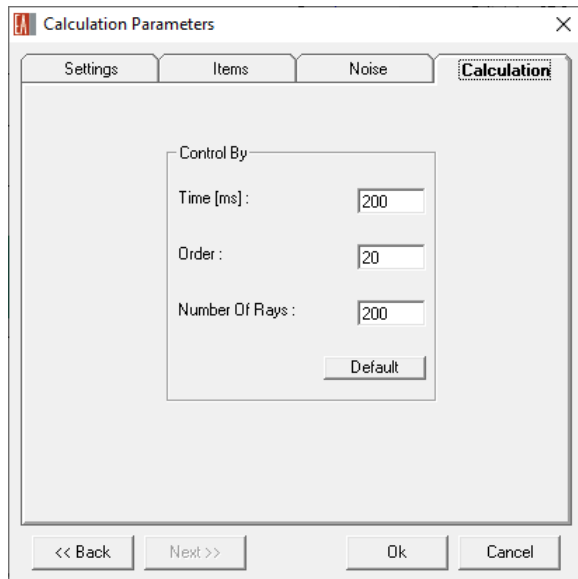 EA Calculation Parameters
Settings Items Noise Calculation
Control By
Time [ms] : 200
Order : 20
Number Of Rays : 200
Default
<< Back Next >> Ok Cancel